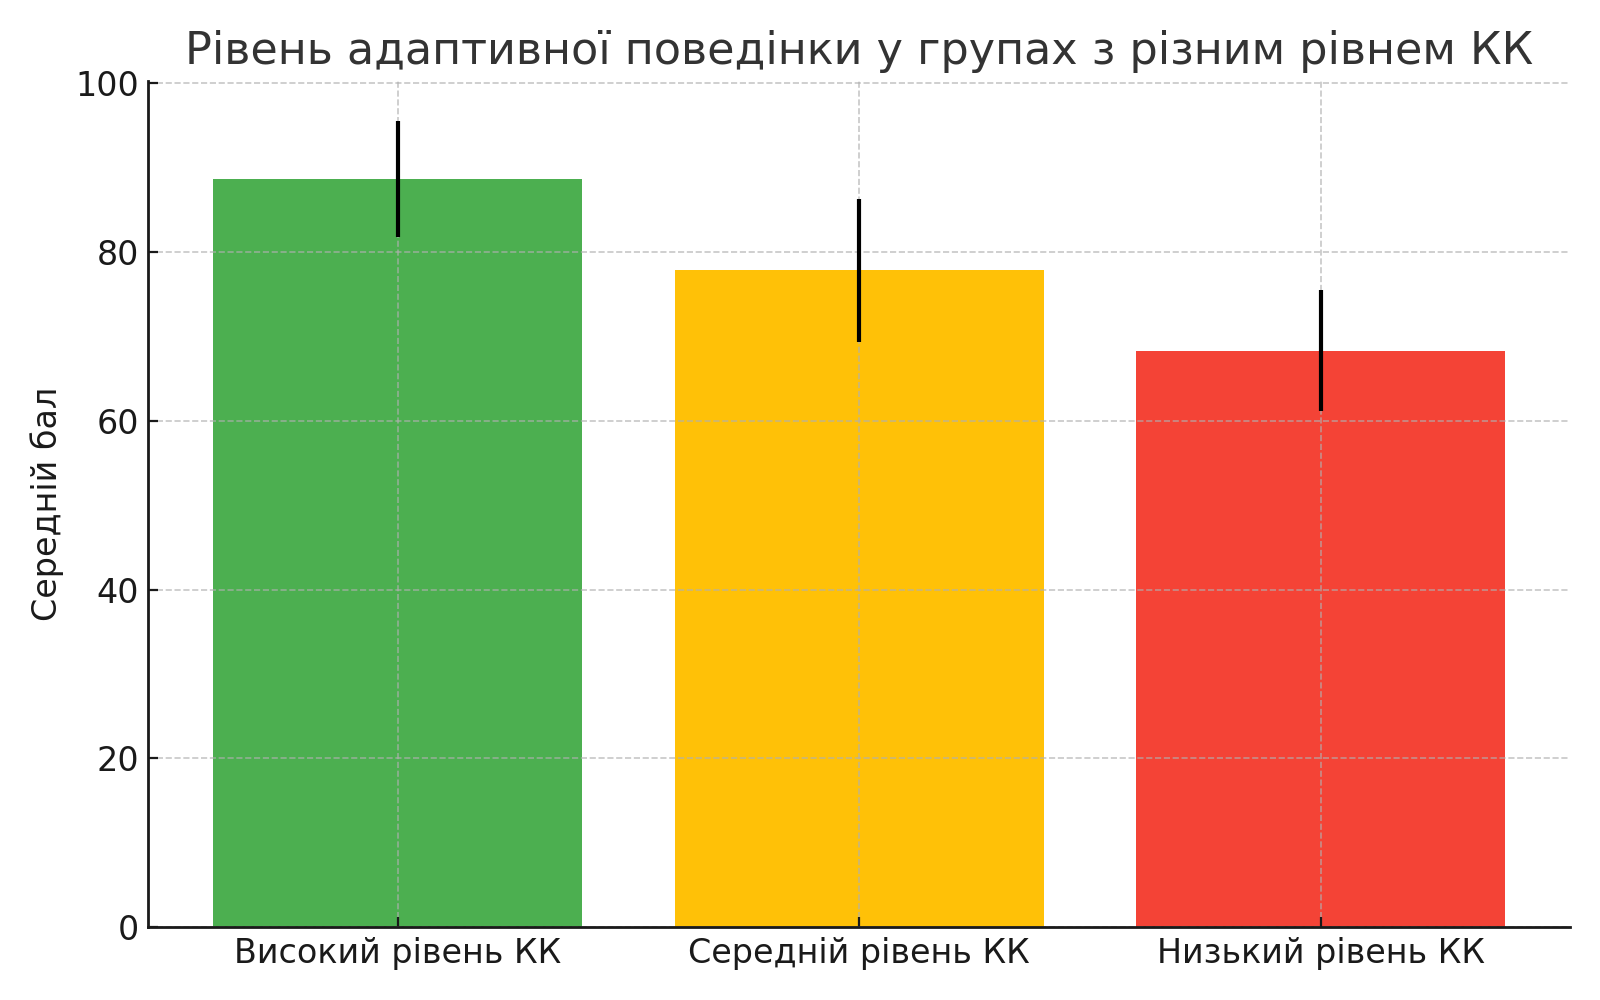 Рівень адаптивної поведінки у групах з різним рівнем КК
100
80
60
40
20
0
Середній бал
Високий рівень КК
Середній рівень КК
Низький рівень КК